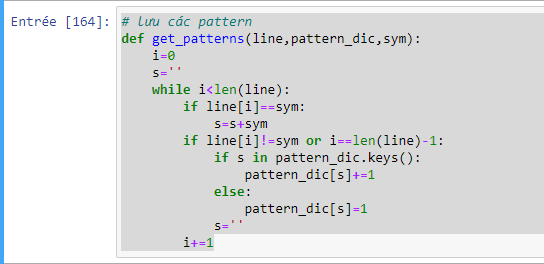 Entrée [164]: # lưu các pattern
def get_patterns(line,pattern_dic,sym):
    i=0
    s=''
    while i<len(line):
        if line[i]==sym:
            s=s+sym
        if line[i]!=sym or i==len(line)-1:
            if s in pattern_dic.keys():
                pattern_dic[s]+=1
            else:
                pattern_dic[s]=1
            s=''
        i+=1